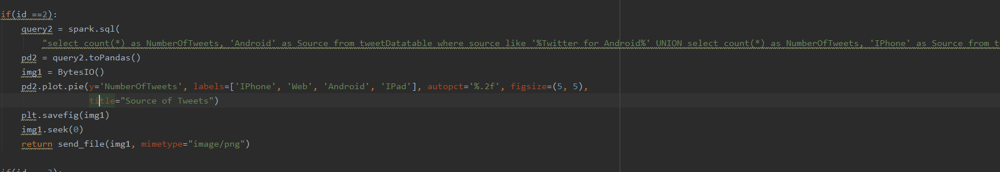 if(id ==2):
query2 = spark.sql(
"select count(*) as NumberOfTweets, 'Android' as Source from tweetDatatable where source like '%Twitter for Android%' UNION select count(*) as NumberOfTweets, 'IPhone' as Source from t
pd2 = query2.toPandas()
img1 = BytesIO()
pd2.plot.pie(y='NumberOfTweets', labels=['IPhone', 'Web', 'Android', 'IPad'], autopct='%.2f', figsize=(5, 5),
title="Source of Tweets")
plt.savefig(img1)
img1.seek(0)
return send_file(img1, mimetype="image/png")